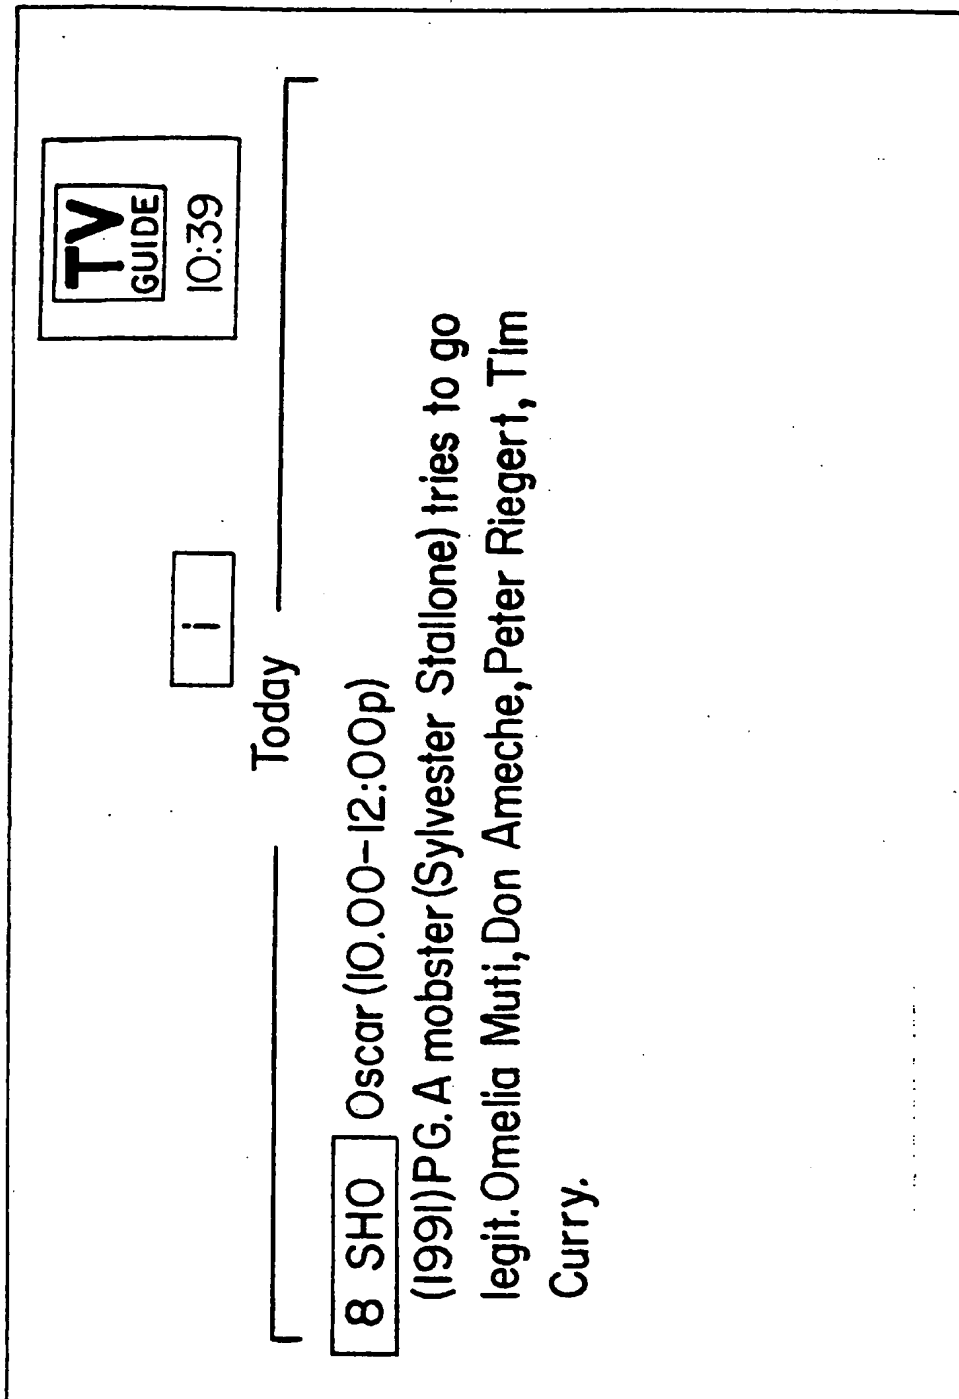 TV
GUIDE
10:39
i
Today
8 SHO Oscar (10.00-12:00p)
(1991) PG. A mobster (Sylvester Stallone) tries to go
legit. Omelia Muti, Don Ameche, Peter Riegert, Tim
Curry.